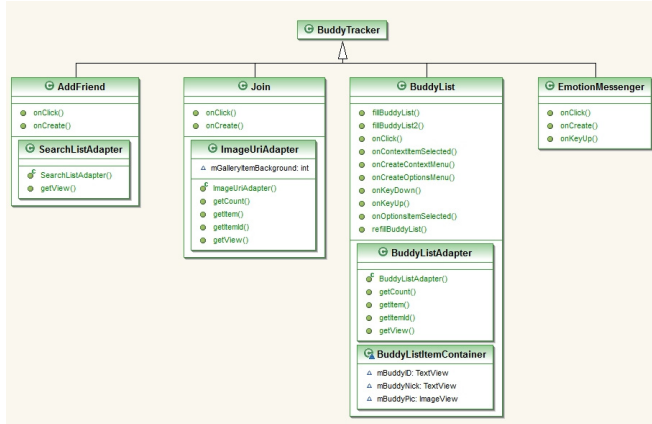 BuddyTracker
AddFriend
onClick()
onCreate()
SearchListAdapter
SearchListAdapter()
getView()
Join
onClick()
onCreate()
ImageUriAdapter
mGalleryItemBackground: int
ImageUriAdapter()
getCount()
getItem()
getItemId()
getView()
BuddyList
fillBuddyList()
fillBuddyList2()
onClick()
onContextItemSelected()
onCreateContextMenu()
onCreateOptionsMenu()
onKeyDown()
onKeyUp()
onOptionsItemSelected()
refillBuddyList()
BuddyListAdapter
BuddyListAdapter()
getCount()
getItem()
getItemId()
getView()
BuddyListItemContainer
mBuddyID: TextView
mBuddyNick: TextView
mBuddyPic: ImageView
EmotionMessenger
onClick()
onCreate()
onKeyUp()